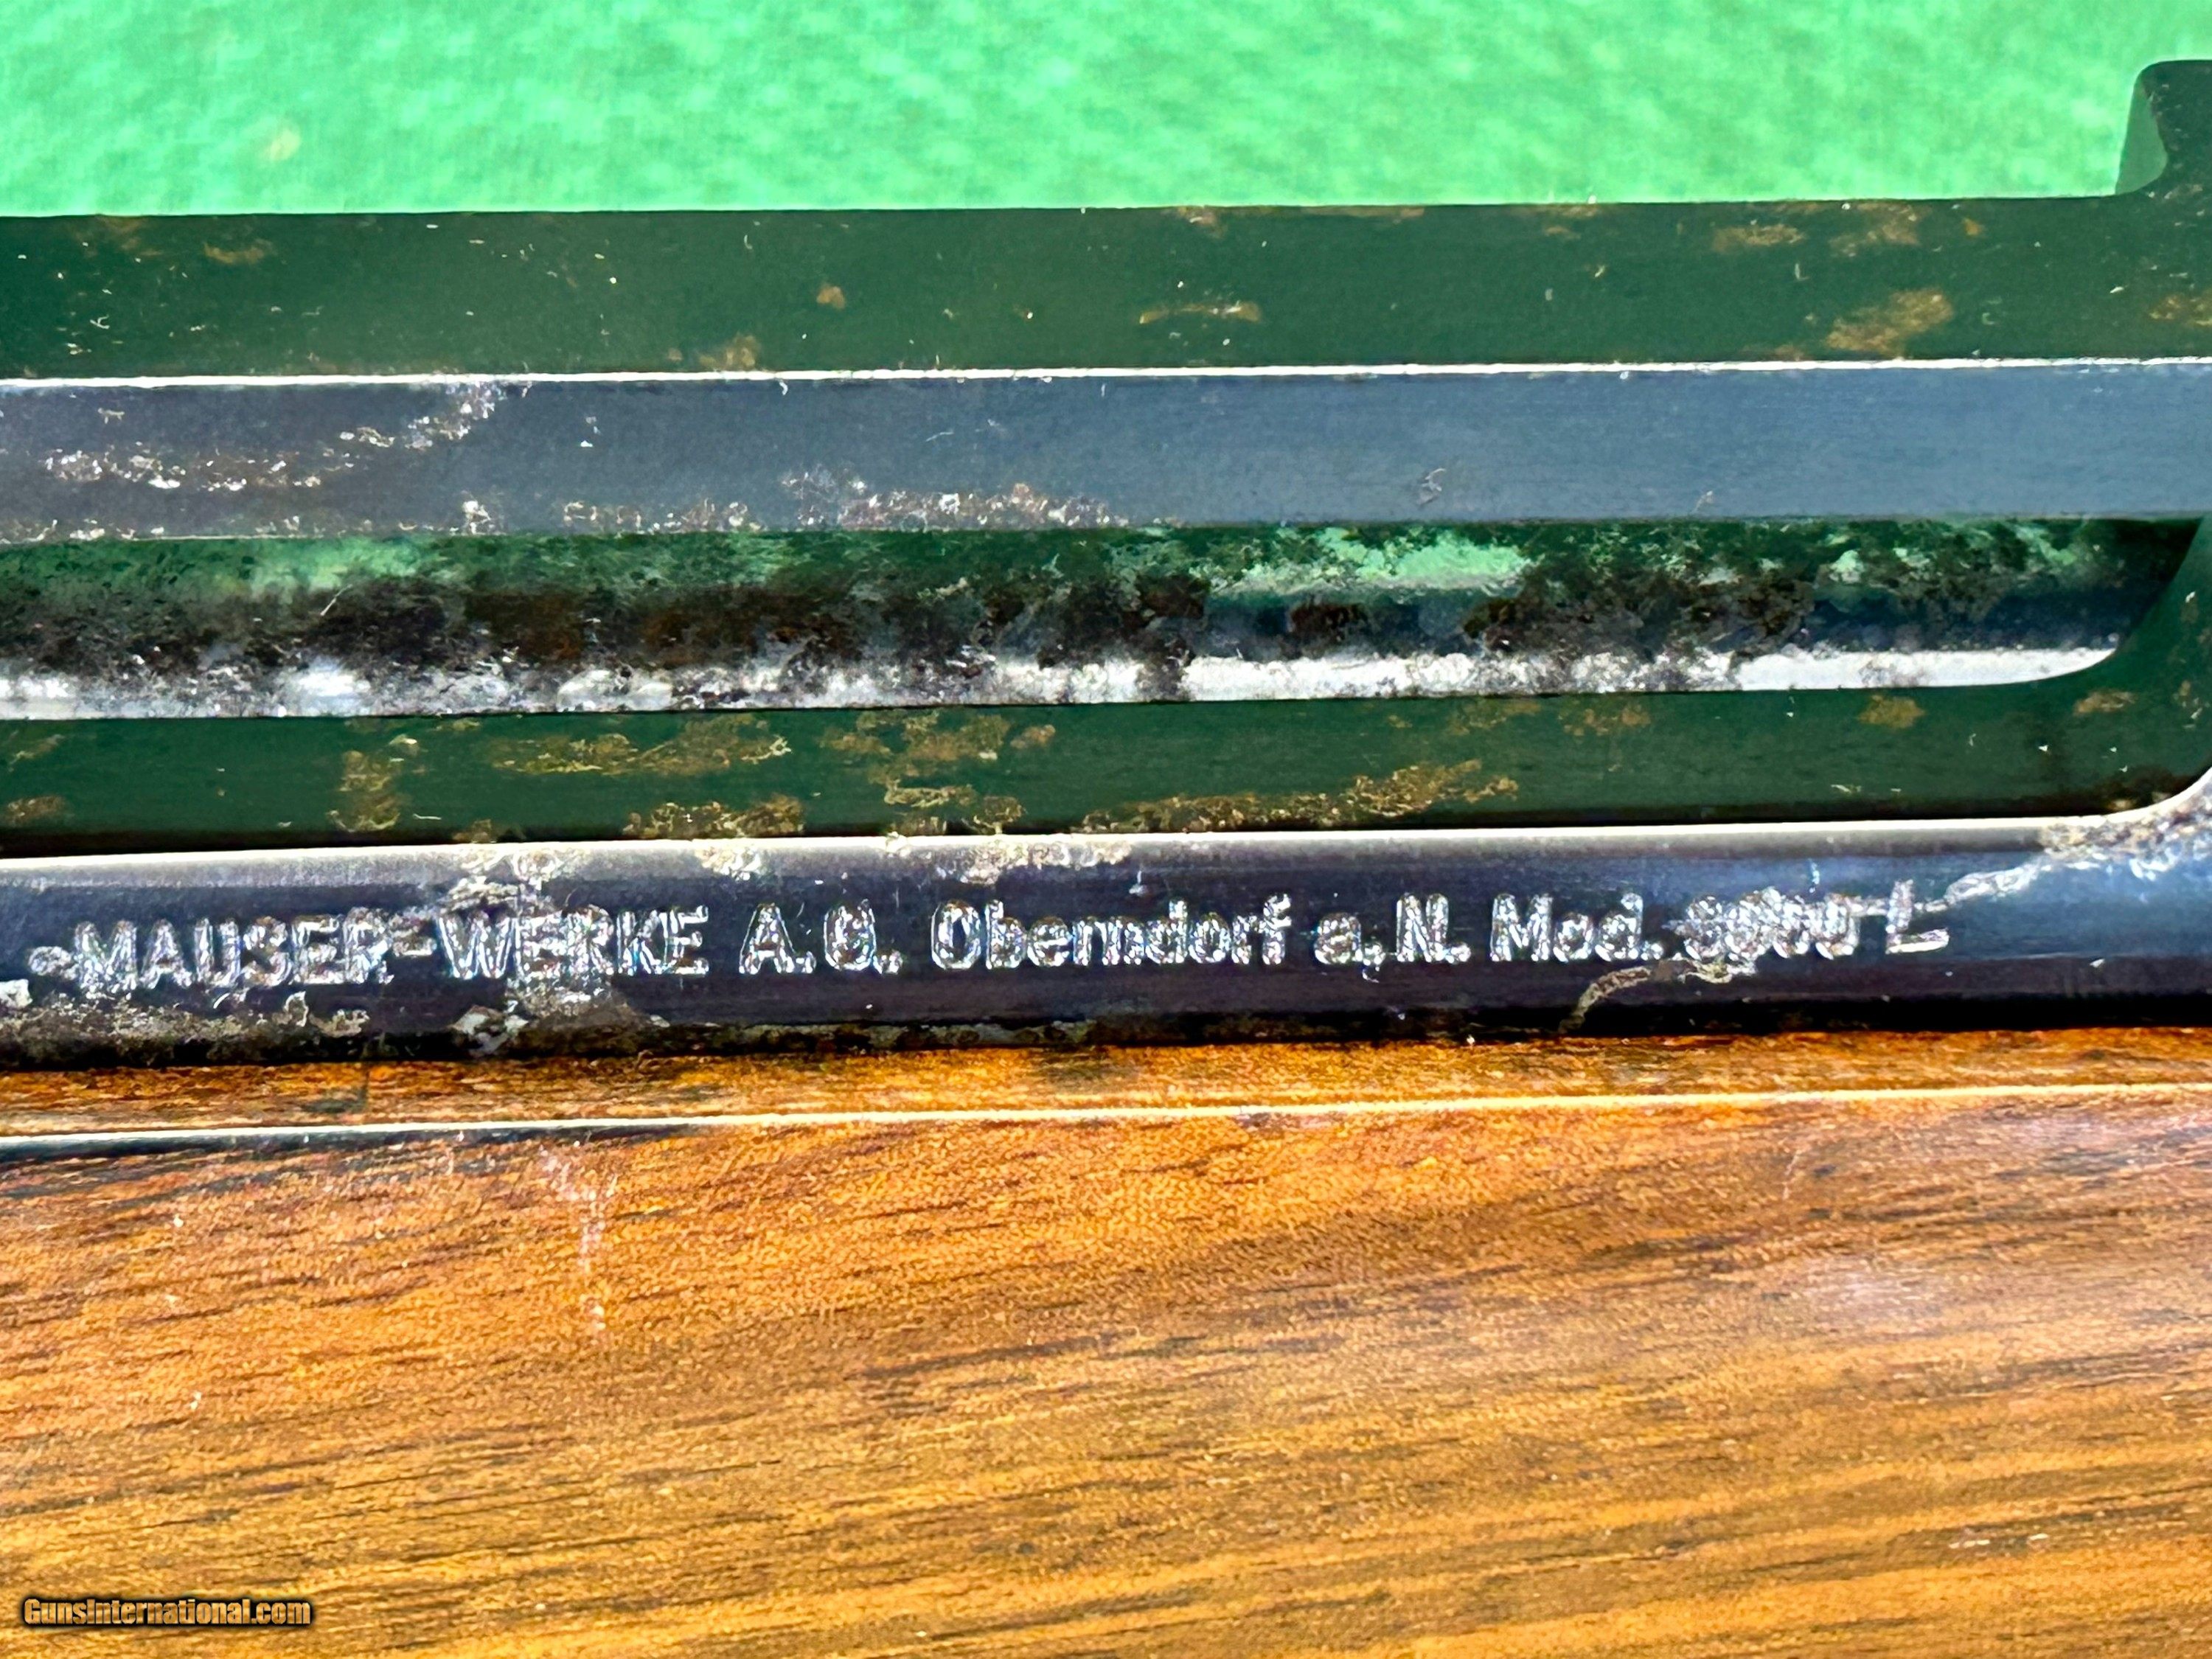 MAUSER-WERKE A.G. Oberndorf a. N. Mod. L
GunsInternational.com